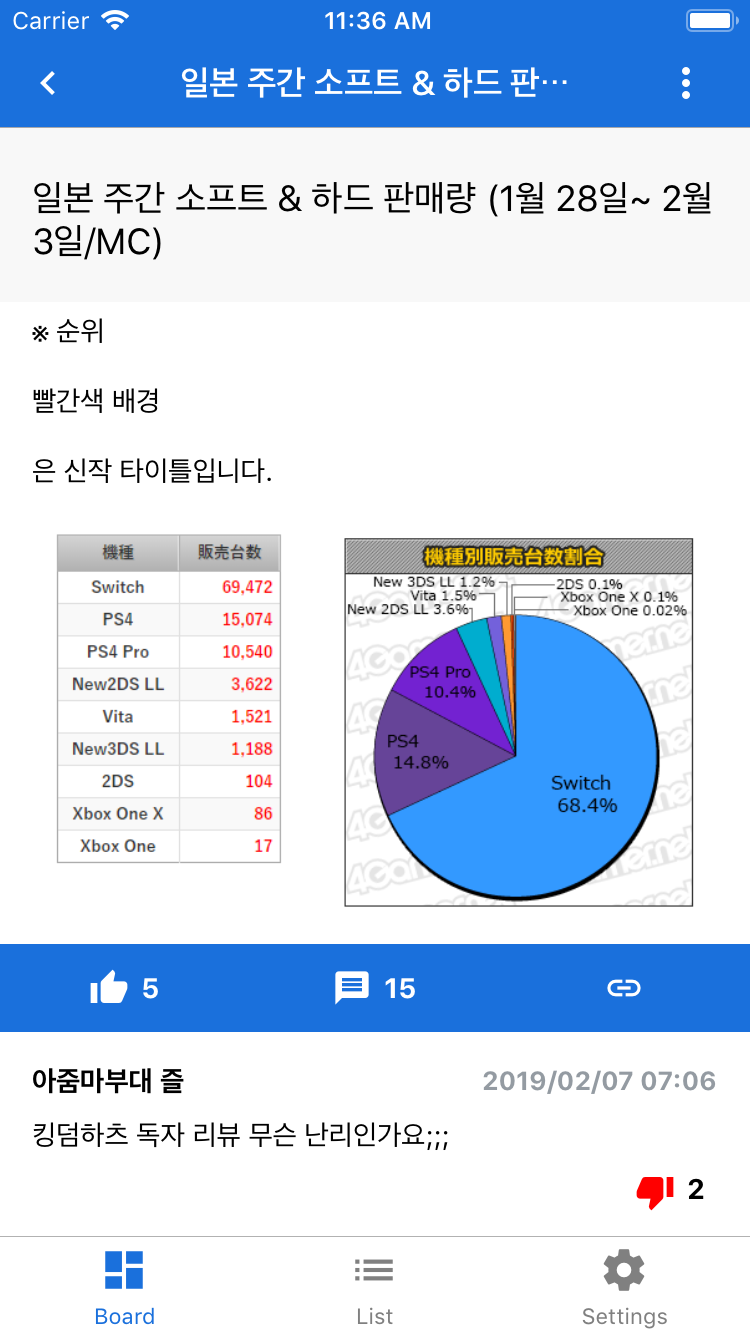 Carrier 11:36 AM
일본 주간 소프트 & 하드 판…
일본 주간 소프트 & 하드 판매량 (1월 28일~ 2월
3일/MC)
※ 순위
빨간색 배경
은 신작 타이틀입니다.
機種 販売台数
Switch 69,472
PS4 15,074
PS4 Pro 10,540
New2DS LL 3,622
Vita 1,521
New3DS LL 1,188
2DS 104
Xbox One X 86
Xbox One 17
機種別販売台数割合
New 3DS LL 1.2% 2DS 0.1%
Vita 1.5% Xbox One X 0.1%
New 2DS LL 3.6% Xbox One 0.02%
PS4 Pro
10.4%
PS4
14.8%
Switch
68.4%
5 15
아줌마부대 즐 2019/02/07 07:06
킹덤하츠 독자 리뷰 무슨 난리인가요;;;
2
Board List Settings